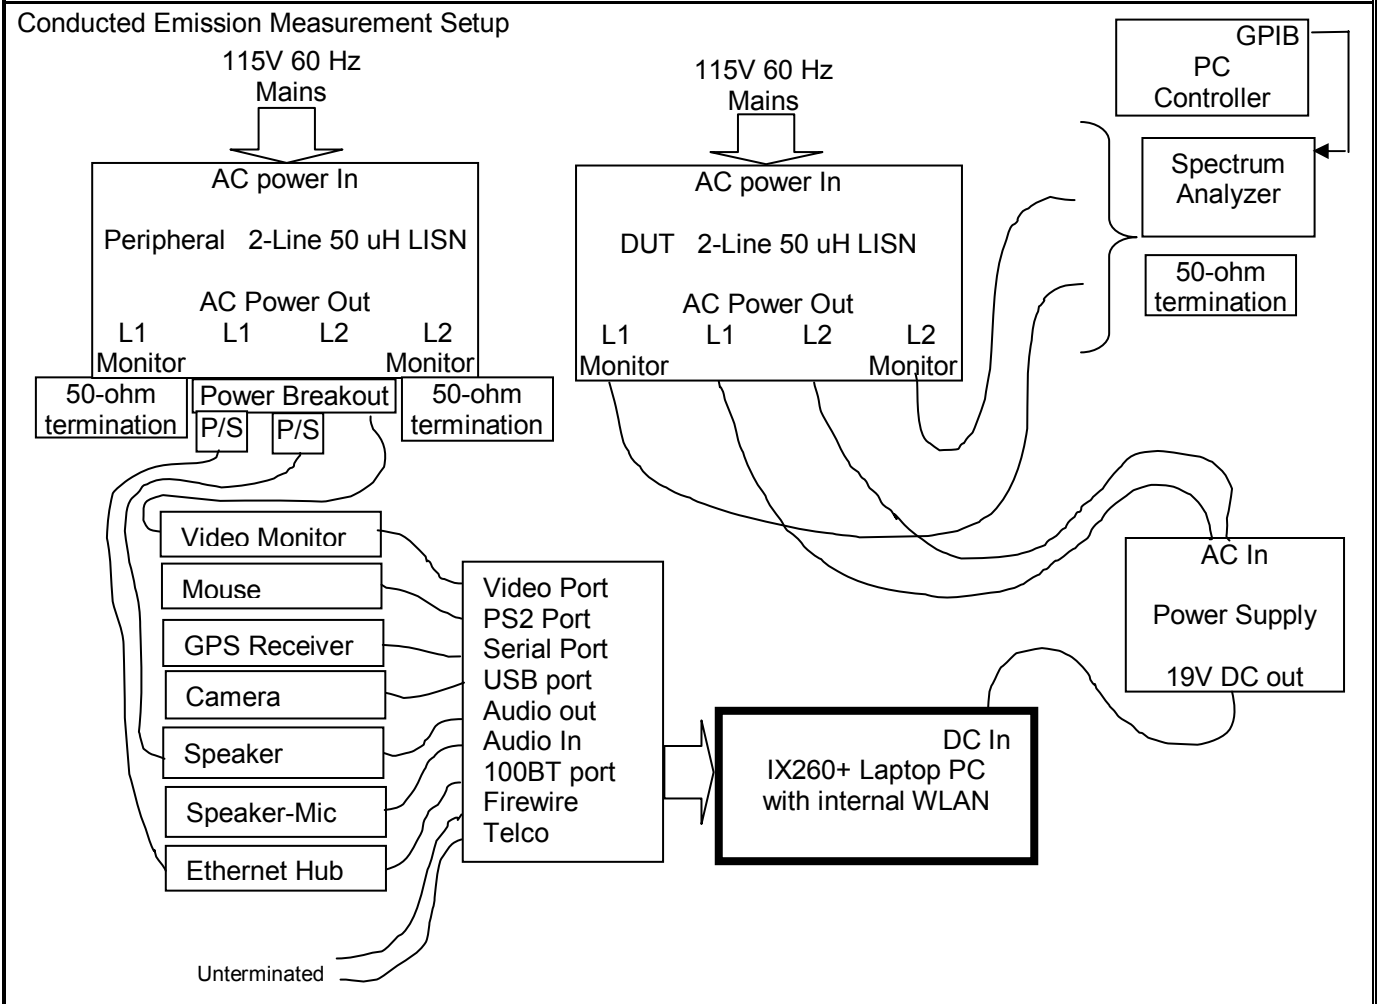 Conducted Emission Measurement Setup
115V 60 Hz
Mains
115V 60 Hz
Mains
GPIB
PC
Controller
Spectrum
Analyzer
50-ohm
termination
AC power In
Peripheral 2-Line 50 uH LISN
AC Power Out
L1 L1 L2 L2
Monitor Monitor
50-ohm
termination
Power Breakout
P/S P/S
50-ohm
termination
AC power In
DUT 2-Line 50 uH LISN
AC Power Out
L1 L1 L2 L2
Monitor Monitor
AC In
Power Supply
19V DC out
Video Monitor
Mouse
GPS Receiver
Camera
Speaker
Speaker-Mic
Ethernet Hub
Unterminated
Video Port
PS2 Port
Serial Port
USB port
Audio out
Audio In
100BT port
Firewire
Telco
DC In
IX260+ Laptop PC
with internal WLAN